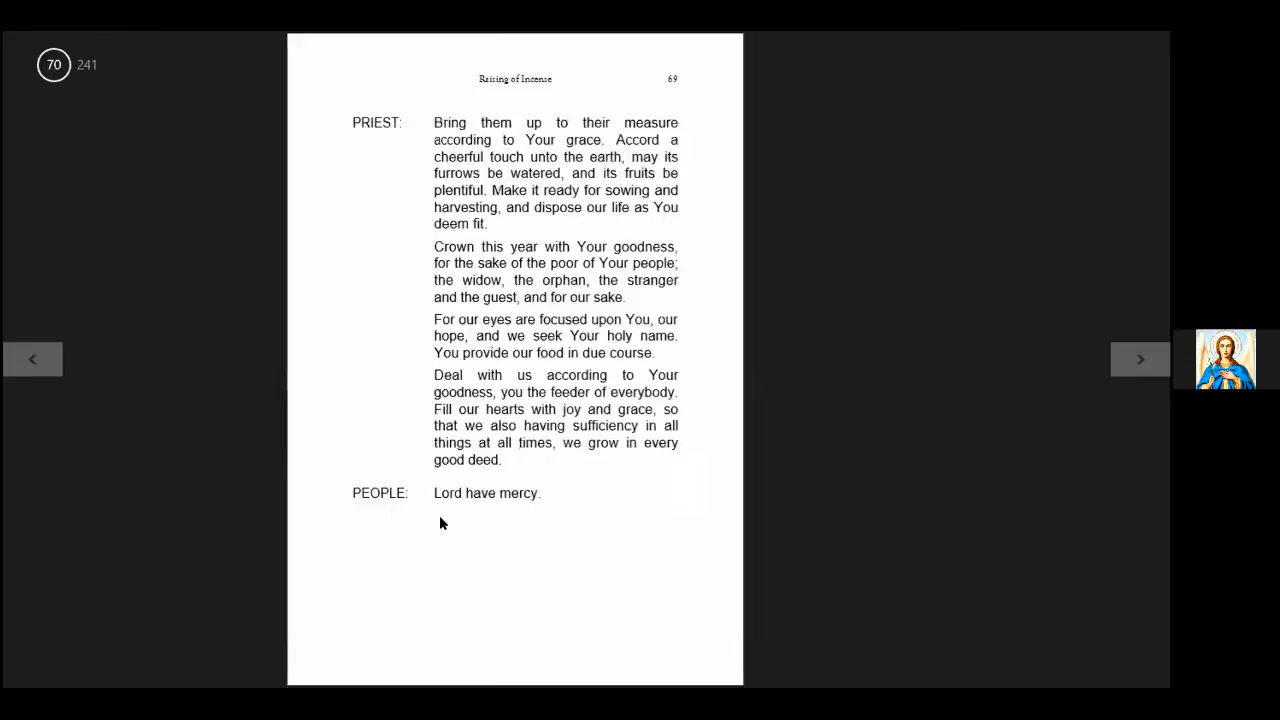 70 241
Raising of Incense 69
PRIEST: Bring them up to their measure
according to Your grace. Accord a
cheerful touch unto the earth, may its
furrows be watered, and its fruits be
plentiful. Make it ready for sowing and
harvesting, and dispose our life as You
deem fit.
Crown this year with Your goodness,
for the sake of the poor of Your people;
the widow, the orphan, the stranger
and the guest, and for our sake.
For our eyes are focused upon You, our
hope, and we seek Your holy name.
You provide our food in due course.
Deal with us according to Your
goodness, you the feeder of everybody.
Fill our hearts with joy and grace, so
that we also having sufficiency in all
things at all times, we grow in every
good deed.
PEOPLE: Lord have mercy.